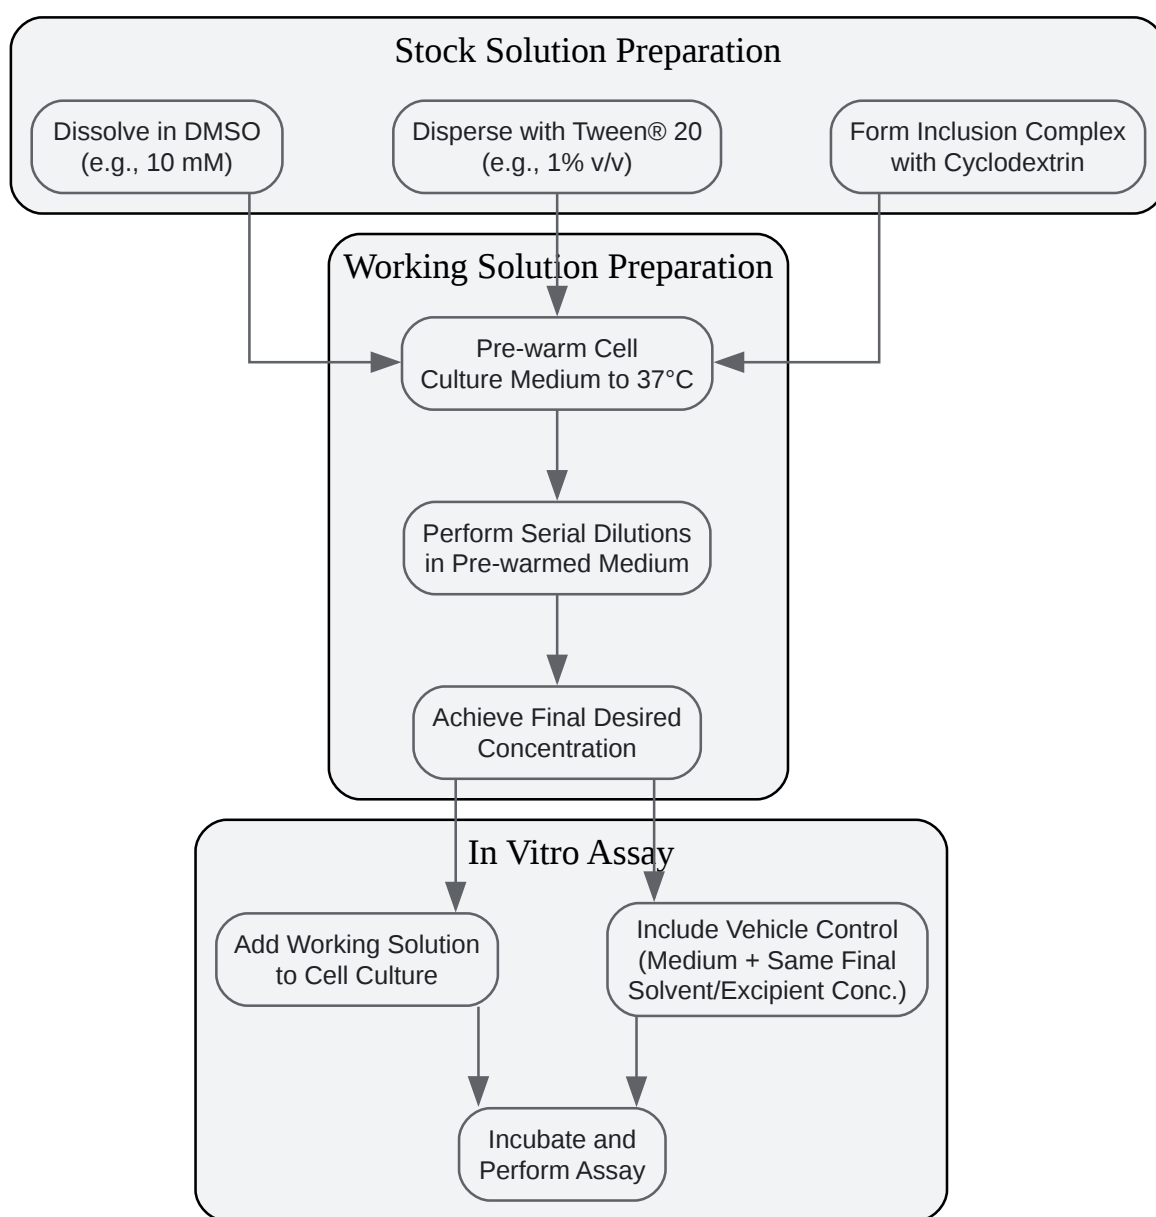 Stock Solution Preparation
Dissolve in DMSO
(e.g., 10 mM)
Disperse with Tween® 20
(e.g., 1% v/v)
Form Inclusion Complex
with Cyclodextrin
Working Solution Preparation
Pre-warm Cell
Culture Medium to 37°C
Perform Serial Dilutions
in Pre-warmed Medium
Achieve Final Desired
Concentration
In Vitro Assay
Add Working Solution
to Cell Culture
Include Vehicle Control
(Medium + Same Final
Solvent/Excipient Conc.)
Incubate and
Perform Assay